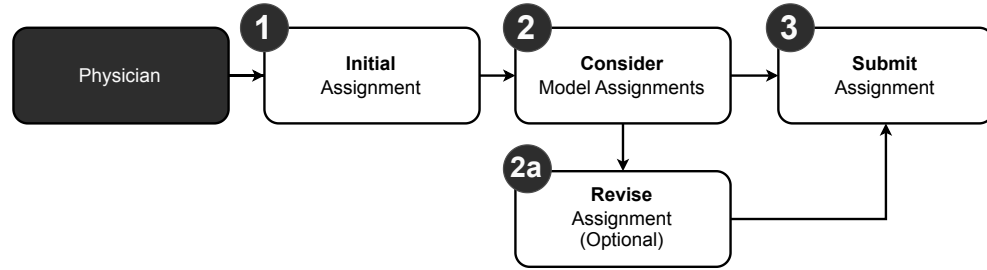 Physician
1
Initial
Assignment
2
Consider
Model Assignments
3
Submit
Assignment
2a
Revise
Assignment
(Optional)